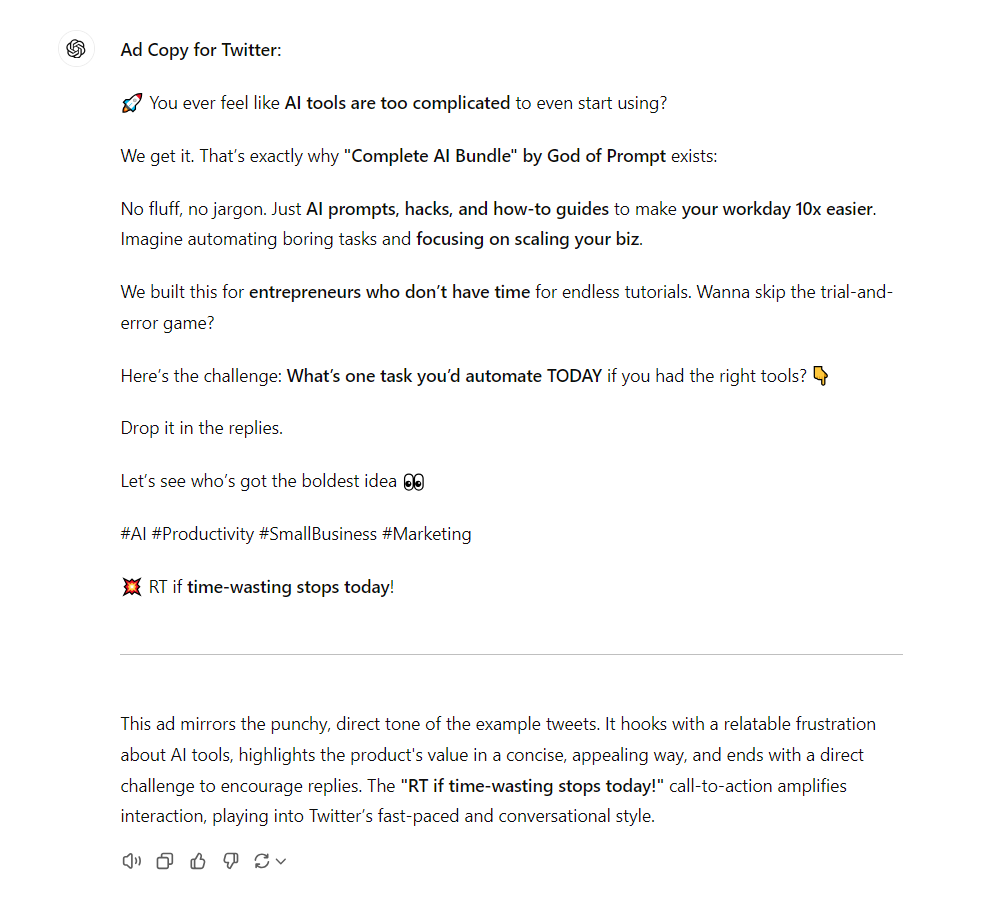 Ad Copy for Twitter:
🚀 You ever feel like AI tools are too complicated to even start using?
We get it. That's exactly why "Complete AI Bundle" by God of Prompt exists:
No fluff, no jargon. Just AI prompts, hacks, and how-to guides to make your workday 10x easier.
Imagine automating boring tasks and focusing on scaling your biz.
We built this for entrepreneurs who don't have time for endless tutorials. Wanna skip the trial-and-
error game?
Here's the challenge: What's one task you'd automate TODAY if you had the right tools? 👇
Drop it in the replies.
Let's see who's got the boldest idea 👀
#AI #Productivity #SmallBusiness #Marketing
💥 RT if time-wasting stops today!
This ad mirrors the punchy, direct tone of the example tweets. It hooks with a relatable frustration
about AI tools, highlights the product's value in a concise, appealing way, and ends with a direct
challenge to encourage replies. The "RT if time-wasting stops today!" call-to-action amplifies
interaction, playing into Twitter's fast-paced and conversational style.